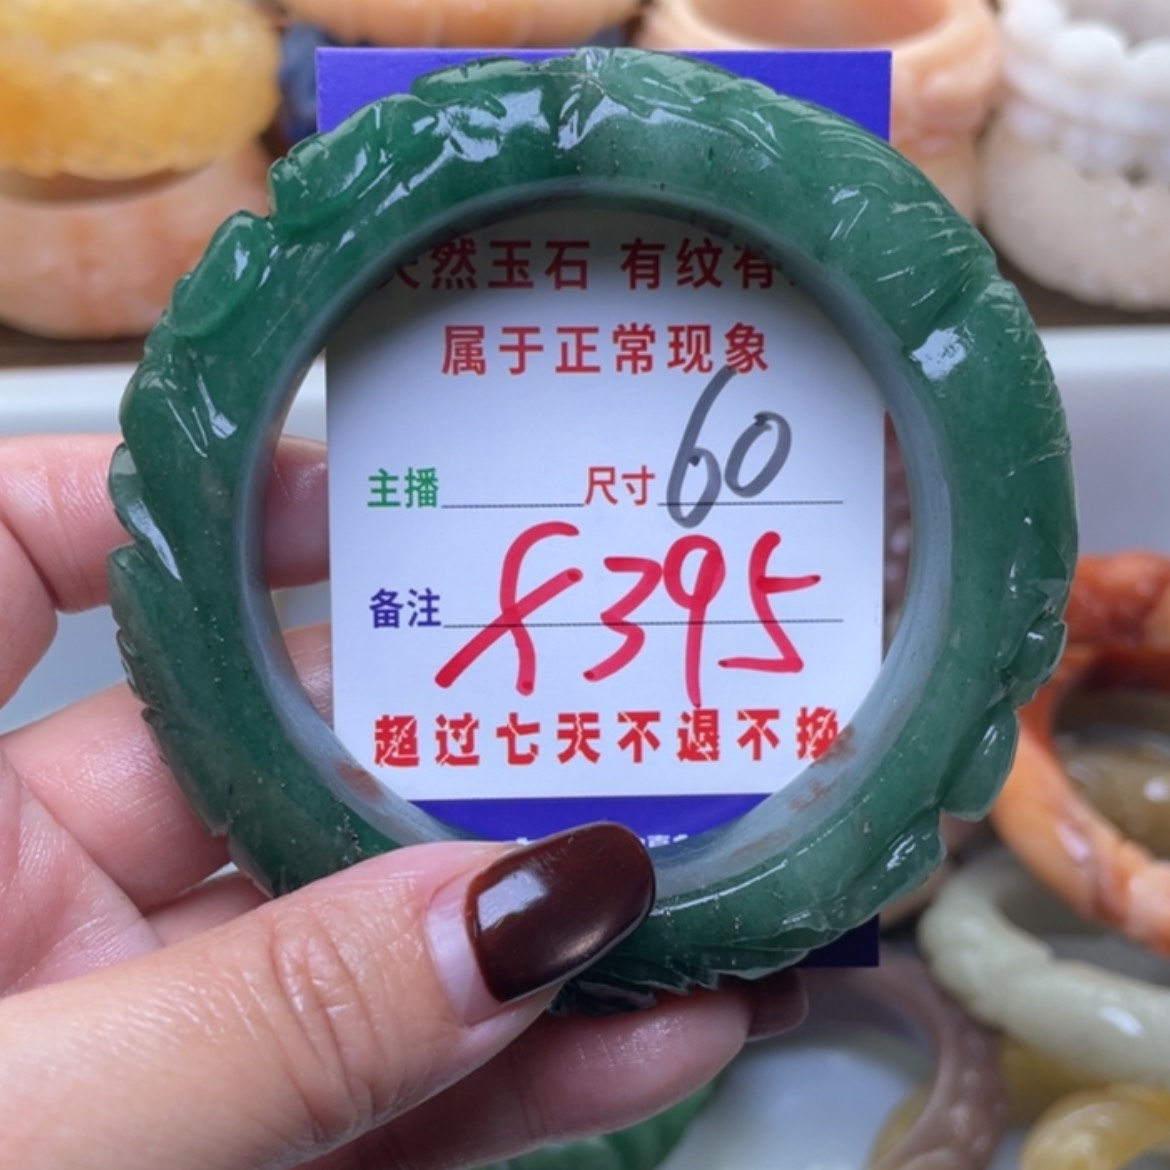 然玉石 有纹有
属于正常现象
主播 尺寸 60
备注 F395
超过七天不退不换